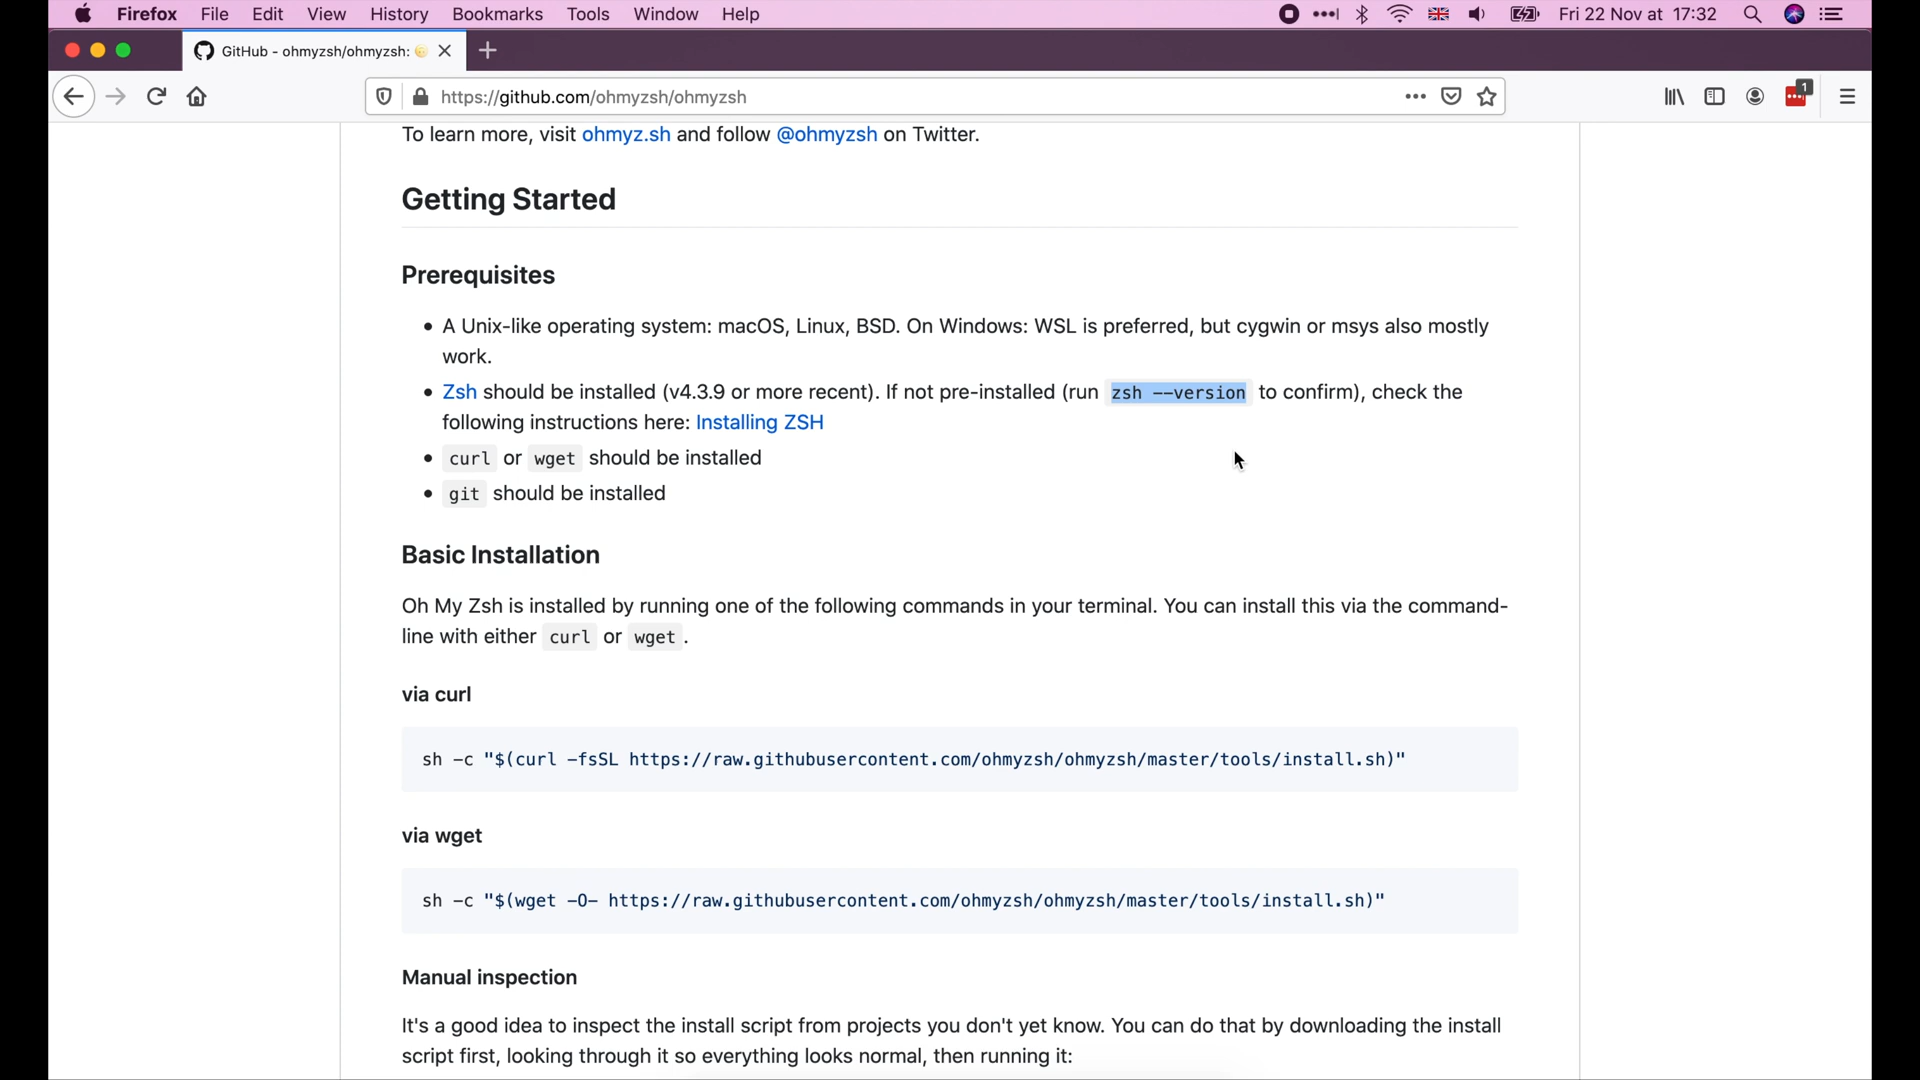 Firefox File Edit View History Bookmarks Tools Window Help Fri 22 Nov at 17:32
GitHub - ohmyzsh/ohmyzsh:
https://github.com/ohmyzsh/ohmyzsh
1
To learn more, visit ohmyz.sh and follow @ohmyzsh on Twitter.
Getting Started
Prerequisites
• A Unix-like operating system: macOS, Linux, BSD. On Windows: WSL is preferred, but cygwin or msys also mostly
work.
• Zsh should be installed (v4.3.9 or more recent). If not pre-installed (run zsh --version to confirm), check the
following instructions here: Installing ZSH
• curl or wget should be installed
• git should be installed
Basic Installation
Oh My Zsh is installed by running one of the following commands in your terminal. You can install this via the command-
line with either curl or wget.
via curl
sh -c "$(curl -fsSL https://raw.githubusercontent.com/ohmyzsh/ohmyzsh/master/tools/install.sh)"
via wget
sh -c "$(wget -O- https://raw.githubusercontent.com/ohmyzsh/ohmyzsh/master/tools/install.sh)"
Manual inspection
It's a good idea to inspect the install script from projects you don't yet know. You can do that by downloading the install
script first, looking through it so everything looks normal, then running it: